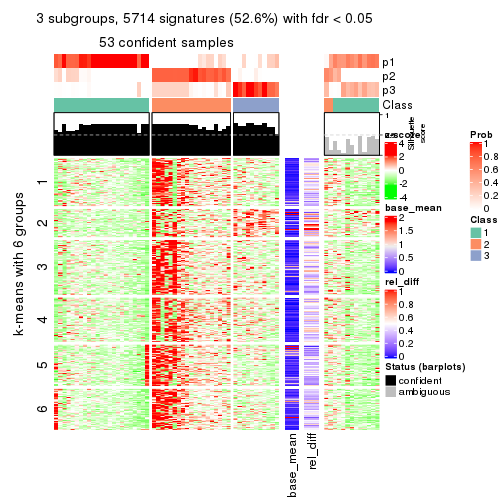 3 subgroups, 5714 signatures (52.6%) with fdr < 0.05
53 confident samples
p1
p2
p3
Class
1
Silhouette
score
z-score
4
2
0
-2
-4
Prob
1
0.8
0.6
0.4
0.2
0
Class
1
2
3
base_mean
2
1.5
1
0.5
0
rel_diff
1
0.8
0.6
0.4
0.2
0
Status (barplots)
confident
ambiguous
k-means with 6 groups
1
2
3
4
5
6
base_mean
rel_diff